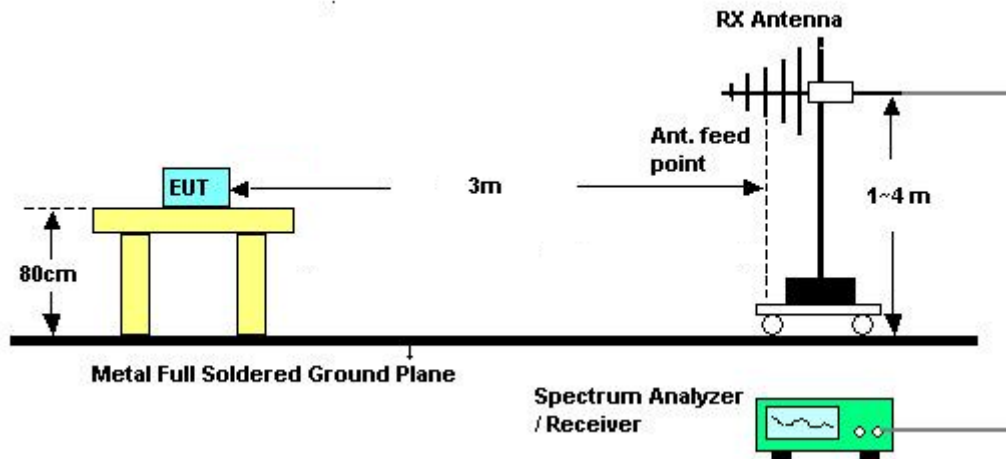 RX Antenna
Ant. feed
point
EUT
3m
1~4 m
80cm
Metal Full Soldered Ground Plane
Spectrum Analyzer
/ Receiver